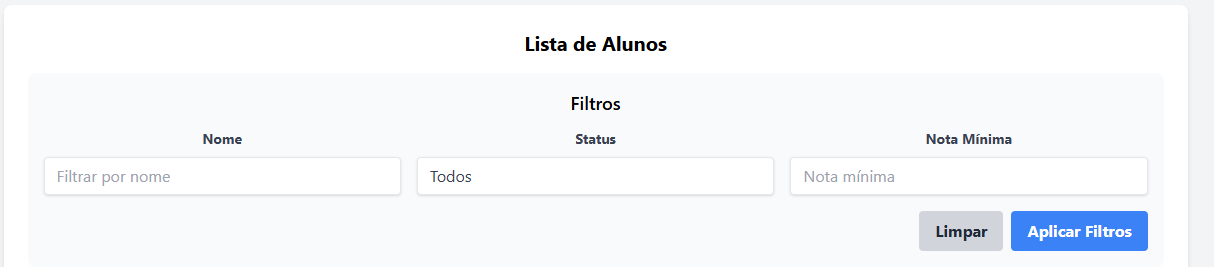 Lista de Alunos
Filtros
Nome Status Nota Mínima
Filtrar por nome Todos Nota mínima
Limpar Aplicar Filtros